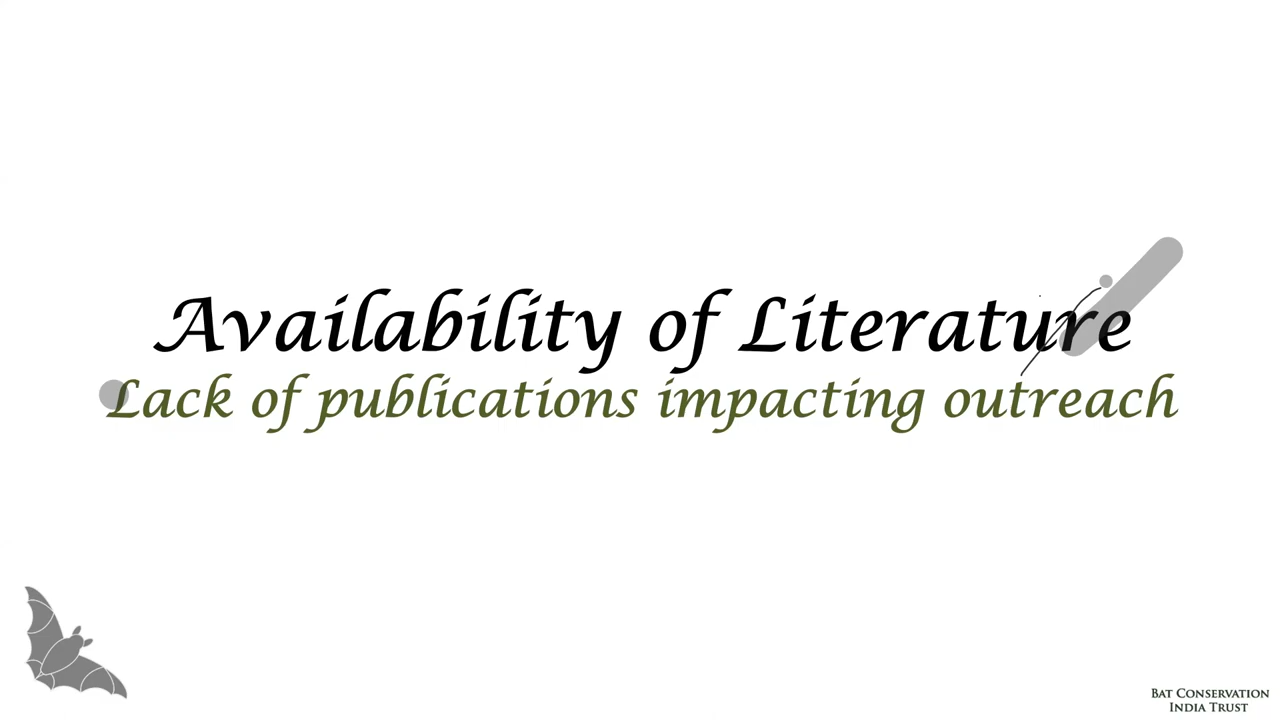 Availability of Literature
Lack of publications impacting outreach
BAT CONSERVATION
INDIA TRUST